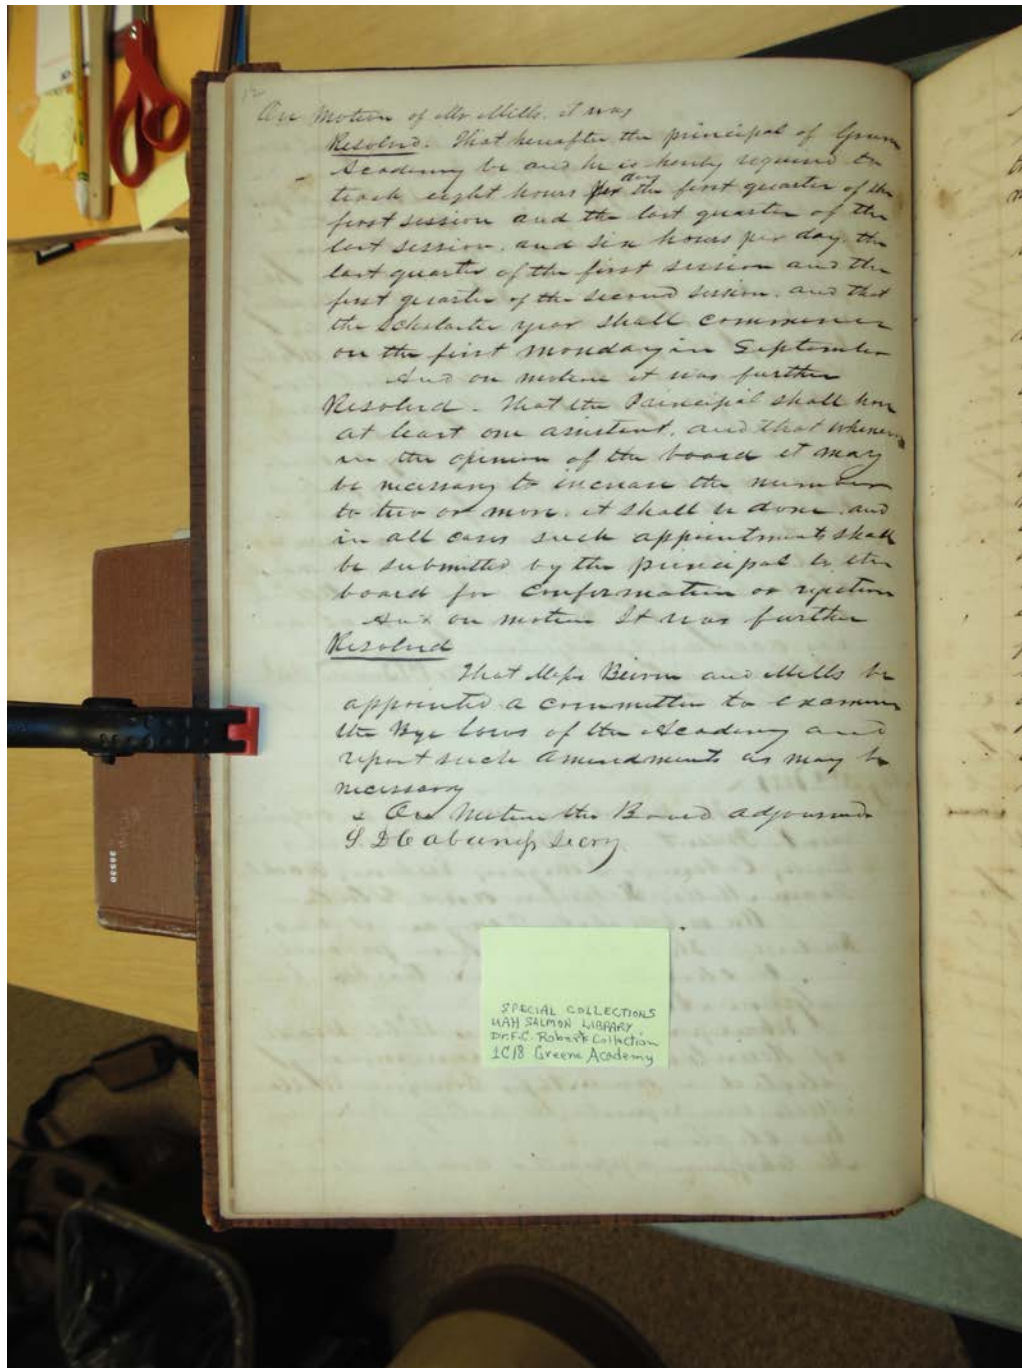 12
On Motion of Mr Mills. it was
Resolved. That hereafter the principal of Green
Academy be and he is hereby required to
teach eight hours per day the first quarter of the
first session and the last quarter of the
last session, and six hours per day the
last quarter of the first session and the
first quarter of the second session. and that
the Scholastic year shall commence
on the first Monday in September
And on motion it was further
Resolved - That the Principal shall have
at least one assistant, and that whenever
in the opinion of the board it may
be necessary to increase the number
to two or more. it shall be done. and
in all cases such appointments shall
be submitted by the principal to the
board for confirmation or rejection
And on motion It was further
Resolved
That Messrs Beirne and Mills be
appointed a committee to examine
the Bye laws of the Academy and
report such amendments as may be
necessary
On Motion the Board adjourned
S. D Cabaness Secry
SPECIAL COLLECTIONS
UAH SALMON LIBRARY
Dr. F.C. Roberts Collection
1C18 Greene Academy